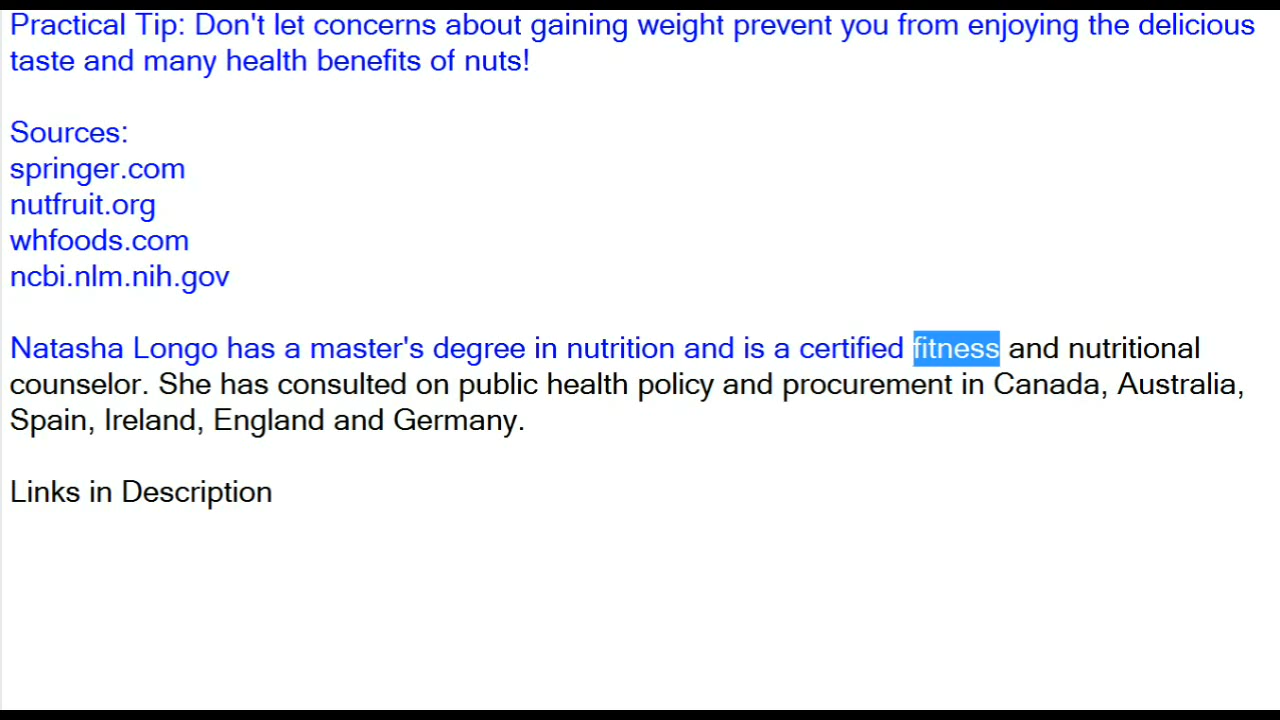 Practical Tip: Don't let concerns about gaining weight prevent you from enjoying the delicious
taste and many health benefits of nuts!
Sources:
springer.com
nutfruit.org
whfoods.com
ncbi.nlm.nih.gov
Natasha Longo has a master's degree in nutrition and is a certified fitness and nutritional
counselor. She has consulted on public health policy and procurement in Canada, Australia,
Spain, Ireland, England and Germany.
Links in Description